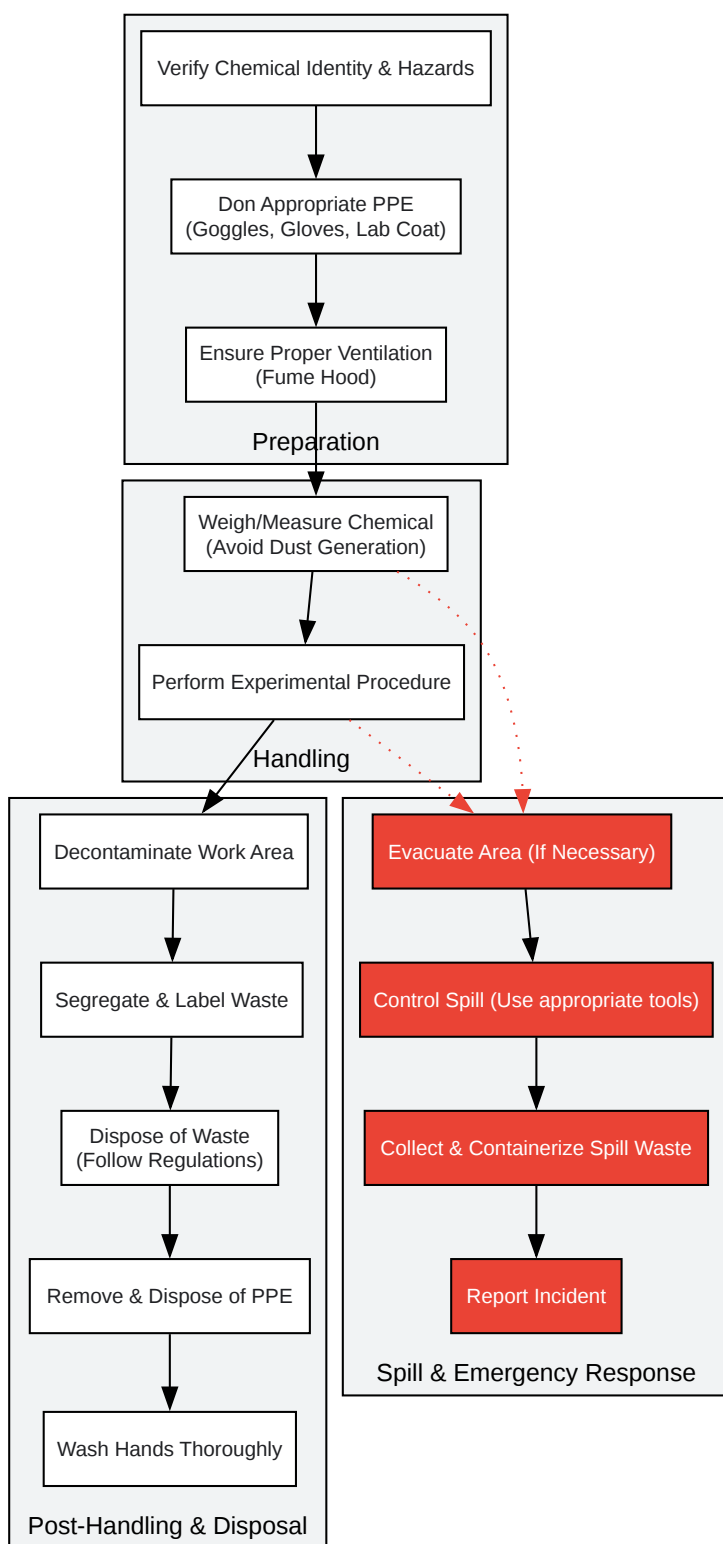 Verify Chemical Identity & Hazards
Don Appropriate PPE
(Goggles, Gloves, Lab Coat)
Ensure Proper Ventilation
(Fume Hood)
Preparation
Weigh/Measure Chemical
(Avoid Dust Generation)
Perform Experimental Procedure
Handling
Decontaminate Work Area
Segregate & Label Waste
Dispose of Waste
(Follow Regulations)
Remove & Dispose of PPE
Wash Hands Thoroughly
Post-Handling & Disposal
Evacuate Area (If Necessary)
Control Spill (Use appropriate tools)
Collect & Containerize Spill Waste
Report Incident
Spill & Emergency Response